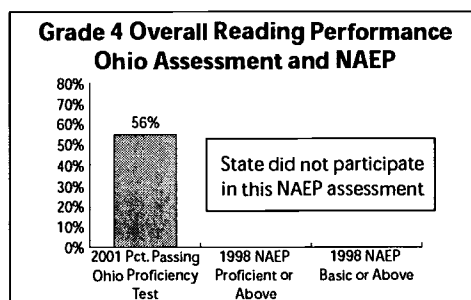 Grade 4 Overall Reading Performance
Ohio Assessment and NAEP
80%
70%
60%
50%
40%
30%
20%
10%
0%
56%
State did not participate
in this NAEP assessment
2001 Pct. Passing
Ohio Proficiency
Test
1998 NAEP
Proficient or
Above
1998 NAEP
Basic or Above